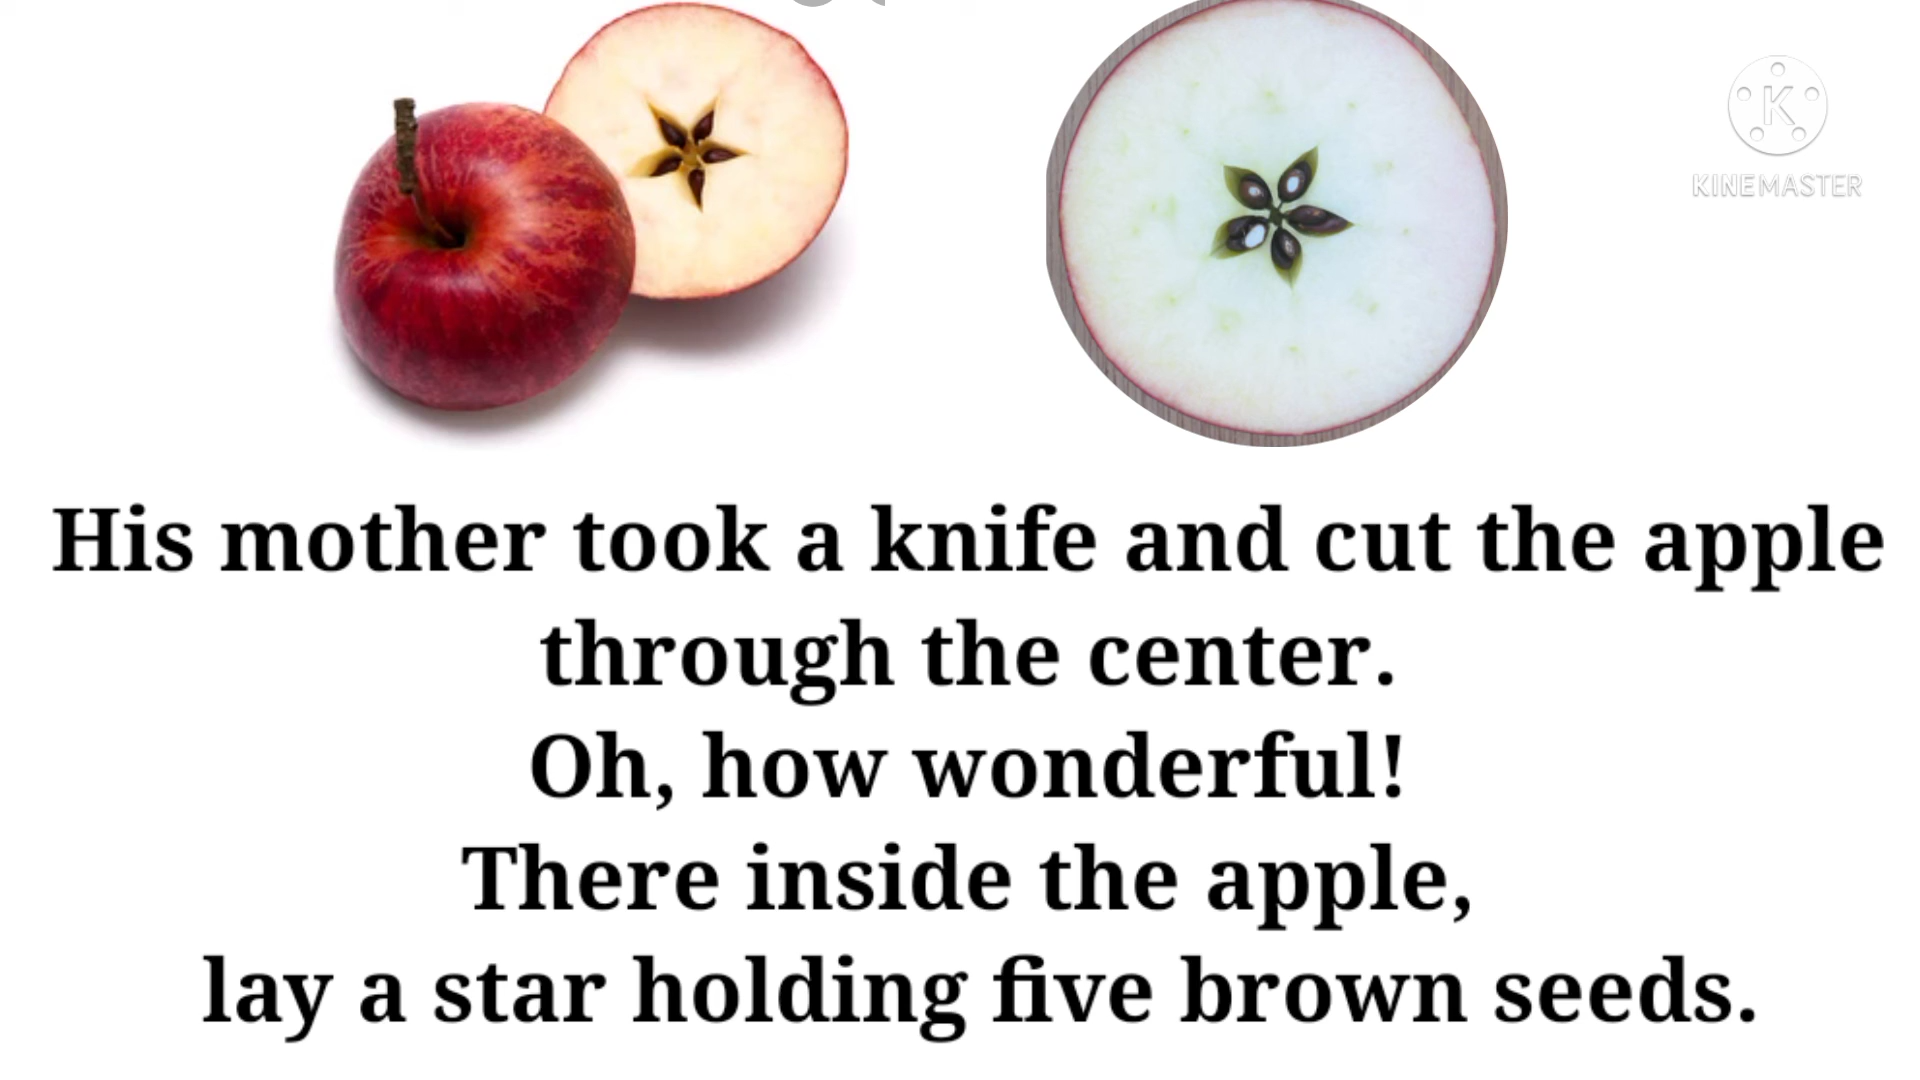 K
KINEMASTER
His mother took a knife and cut the apple
through the center.
Oh, how wonderful!
There inside the apple,
lay a star holding five brown seeds.